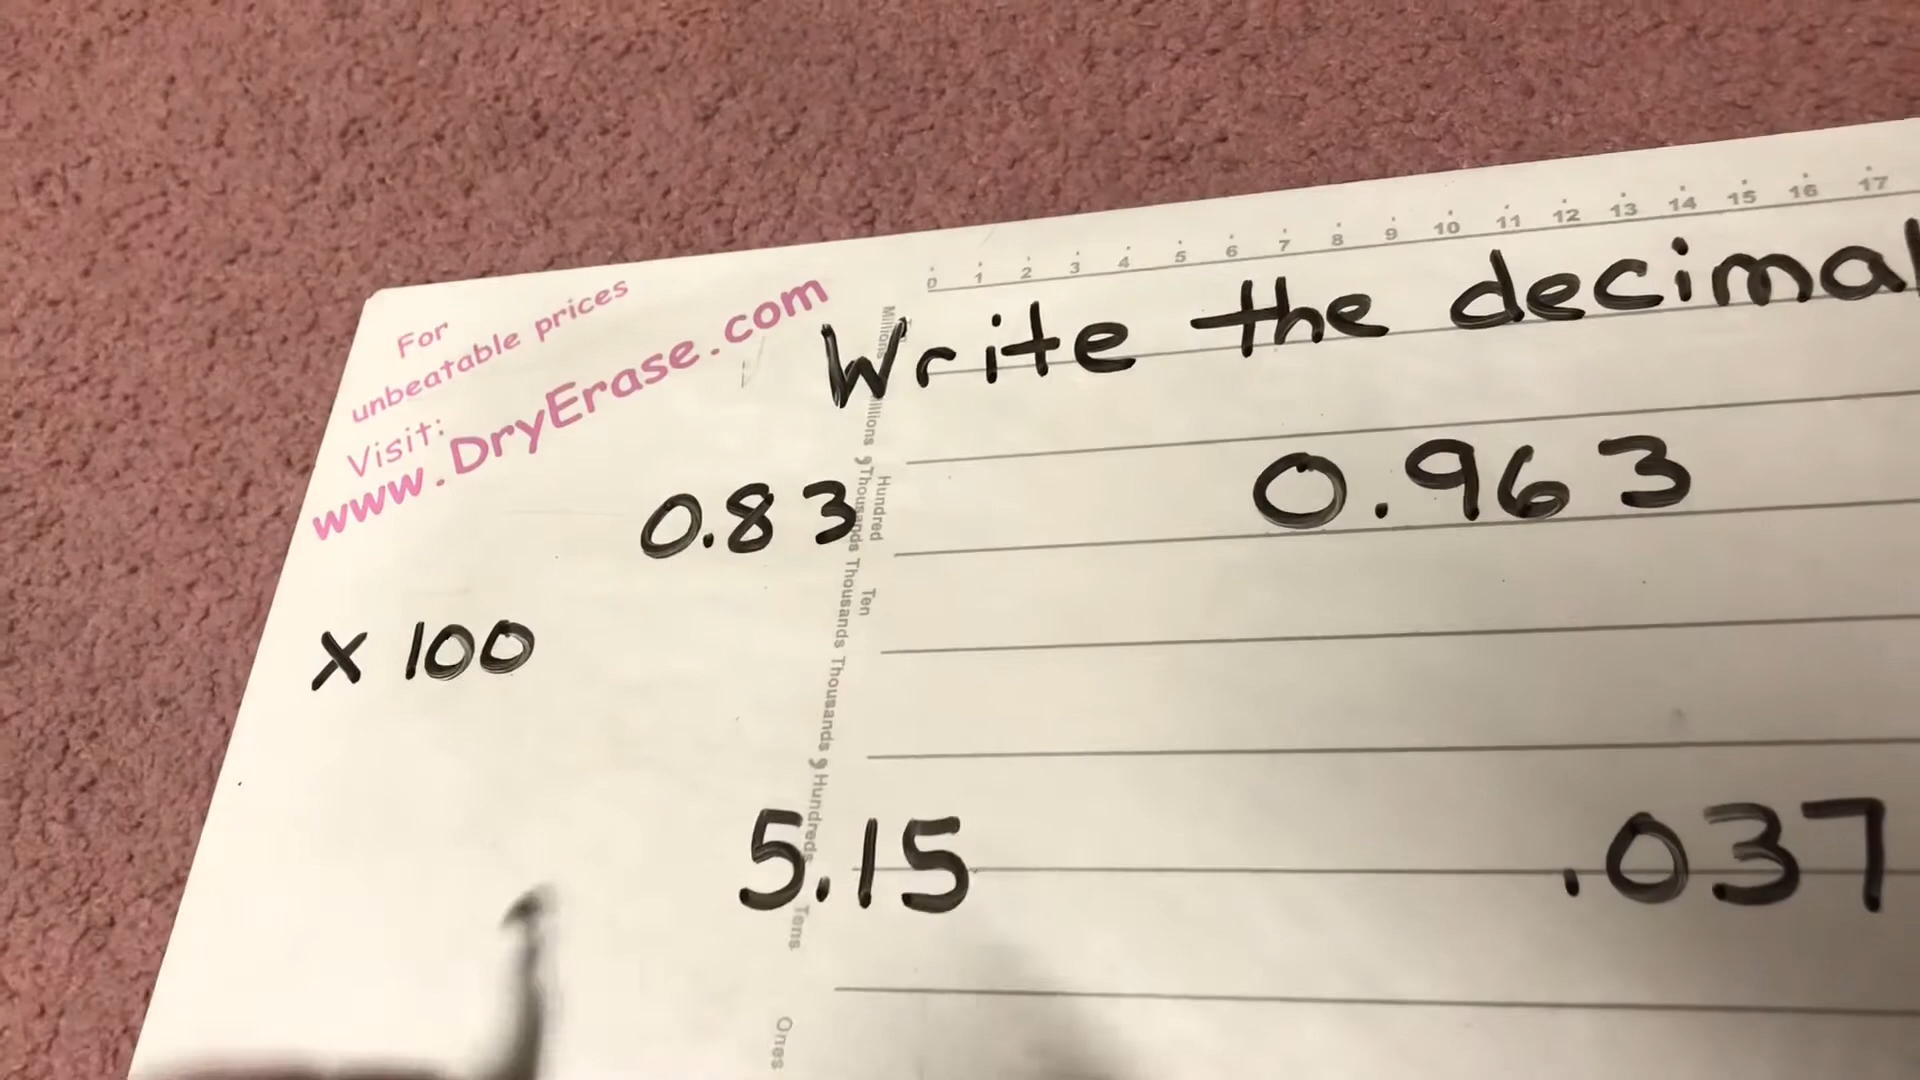 For
unbeatable prices
Visit:
www.DryErase.com
0 1 2 3 4 5 6 7 8 9 10 11 12 13 14 15 16 17
Write the decimal
0.83 0.963
x 100
5.15 .037
Hundred Ten
Thousands Thousands Thousands , Hundreds Tens Ones